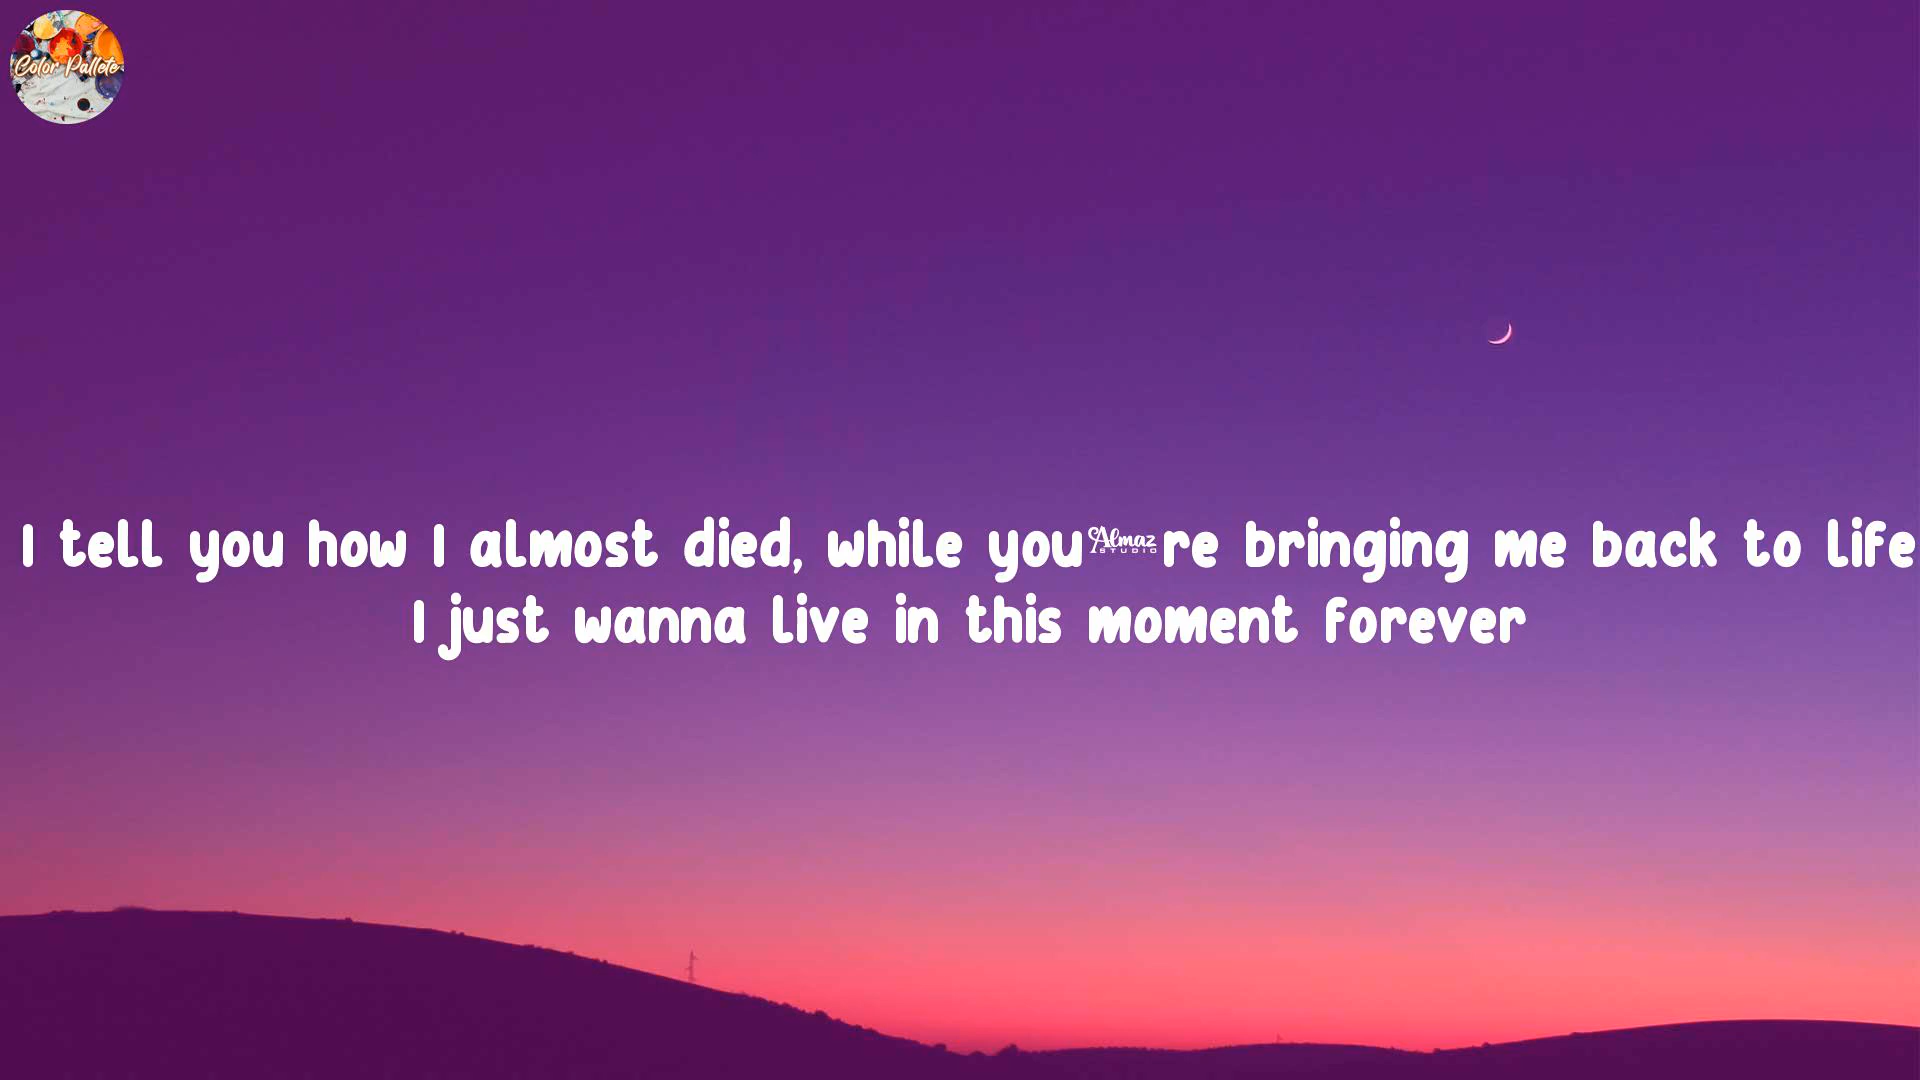 Color Pallete
I tell you how I almost died, while you Almaz STUDIO re bringing me back to life
I just wanna live in this moment forever